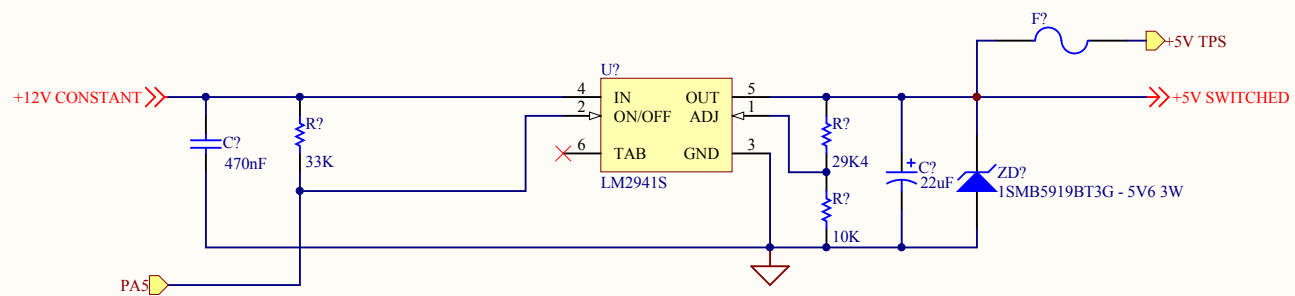 F?
+5V TPS
U?
+12V CONSTANT
4
IN
OUT
5
+5V SWITCHED
2
ON/OFF
ADJ
1
R?
R?
C?
470nF
33K
6
TAB
GND
3
29K4
LM2941S
C?
22uF
ZD?
1SMB5919BT3G - 5V6 3W
R?
10K
PA5